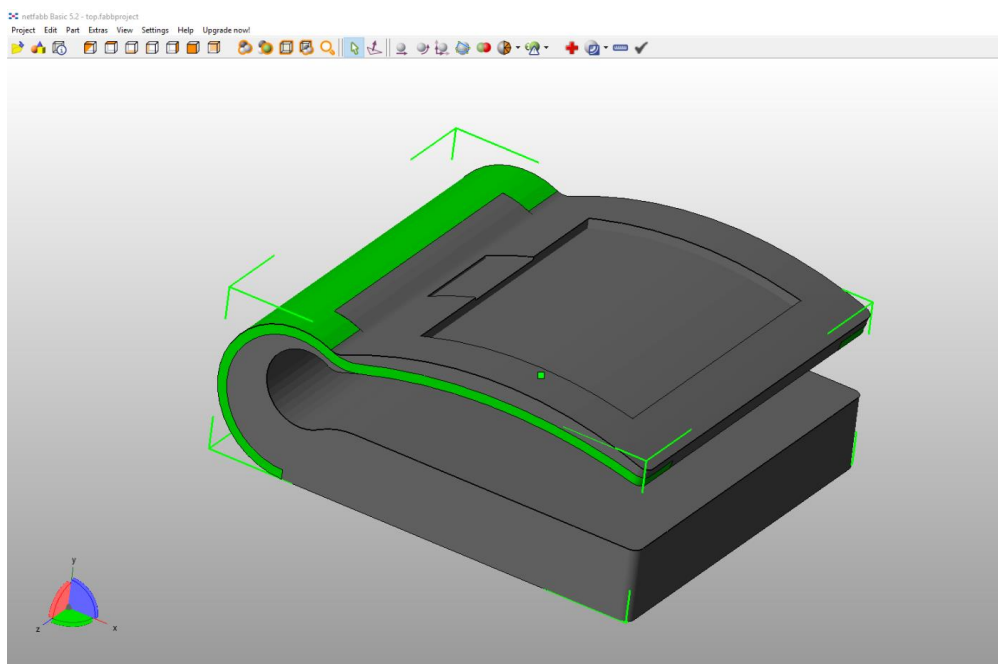 netfabb Basic 5.2 - top.fabbproject
Project Edit Part Extras View Settings Help Upgrade now!
y
z
x